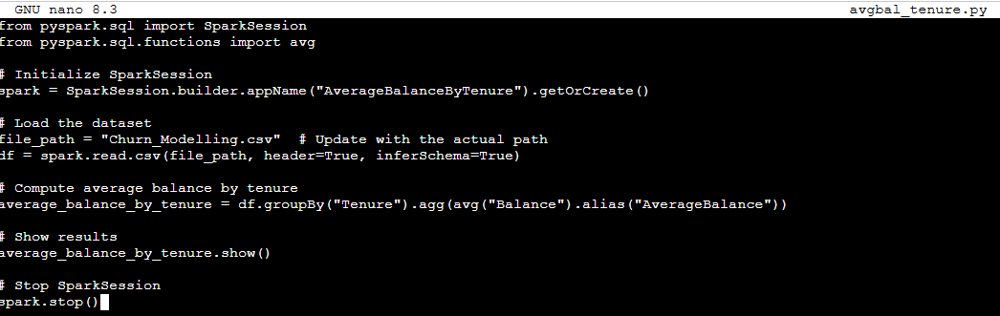 GNU nano 8.3 avgbal_tenure.py
from pyspark.sql import SparkSession
from pyspark.sql.functions import avg
# Initialize SparkSession
spark = SparkSession.builder.appName("AverageBalanceByTenure").getOrCreate()
# Load the dataset
file_path = "Churn_Modelling.csv"  # Update with the actual path
df = spark.read.csv(file_path, header=True, inferSchema=True)
# Compute average balance by tenure
average_balance_by_tenure = df.groupBy("Tenure").agg(avg("Balance").alias("AverageBalance"))
# Show results
average_balance_by_tenure.show()
# Stop SparkSession
spark.stop()